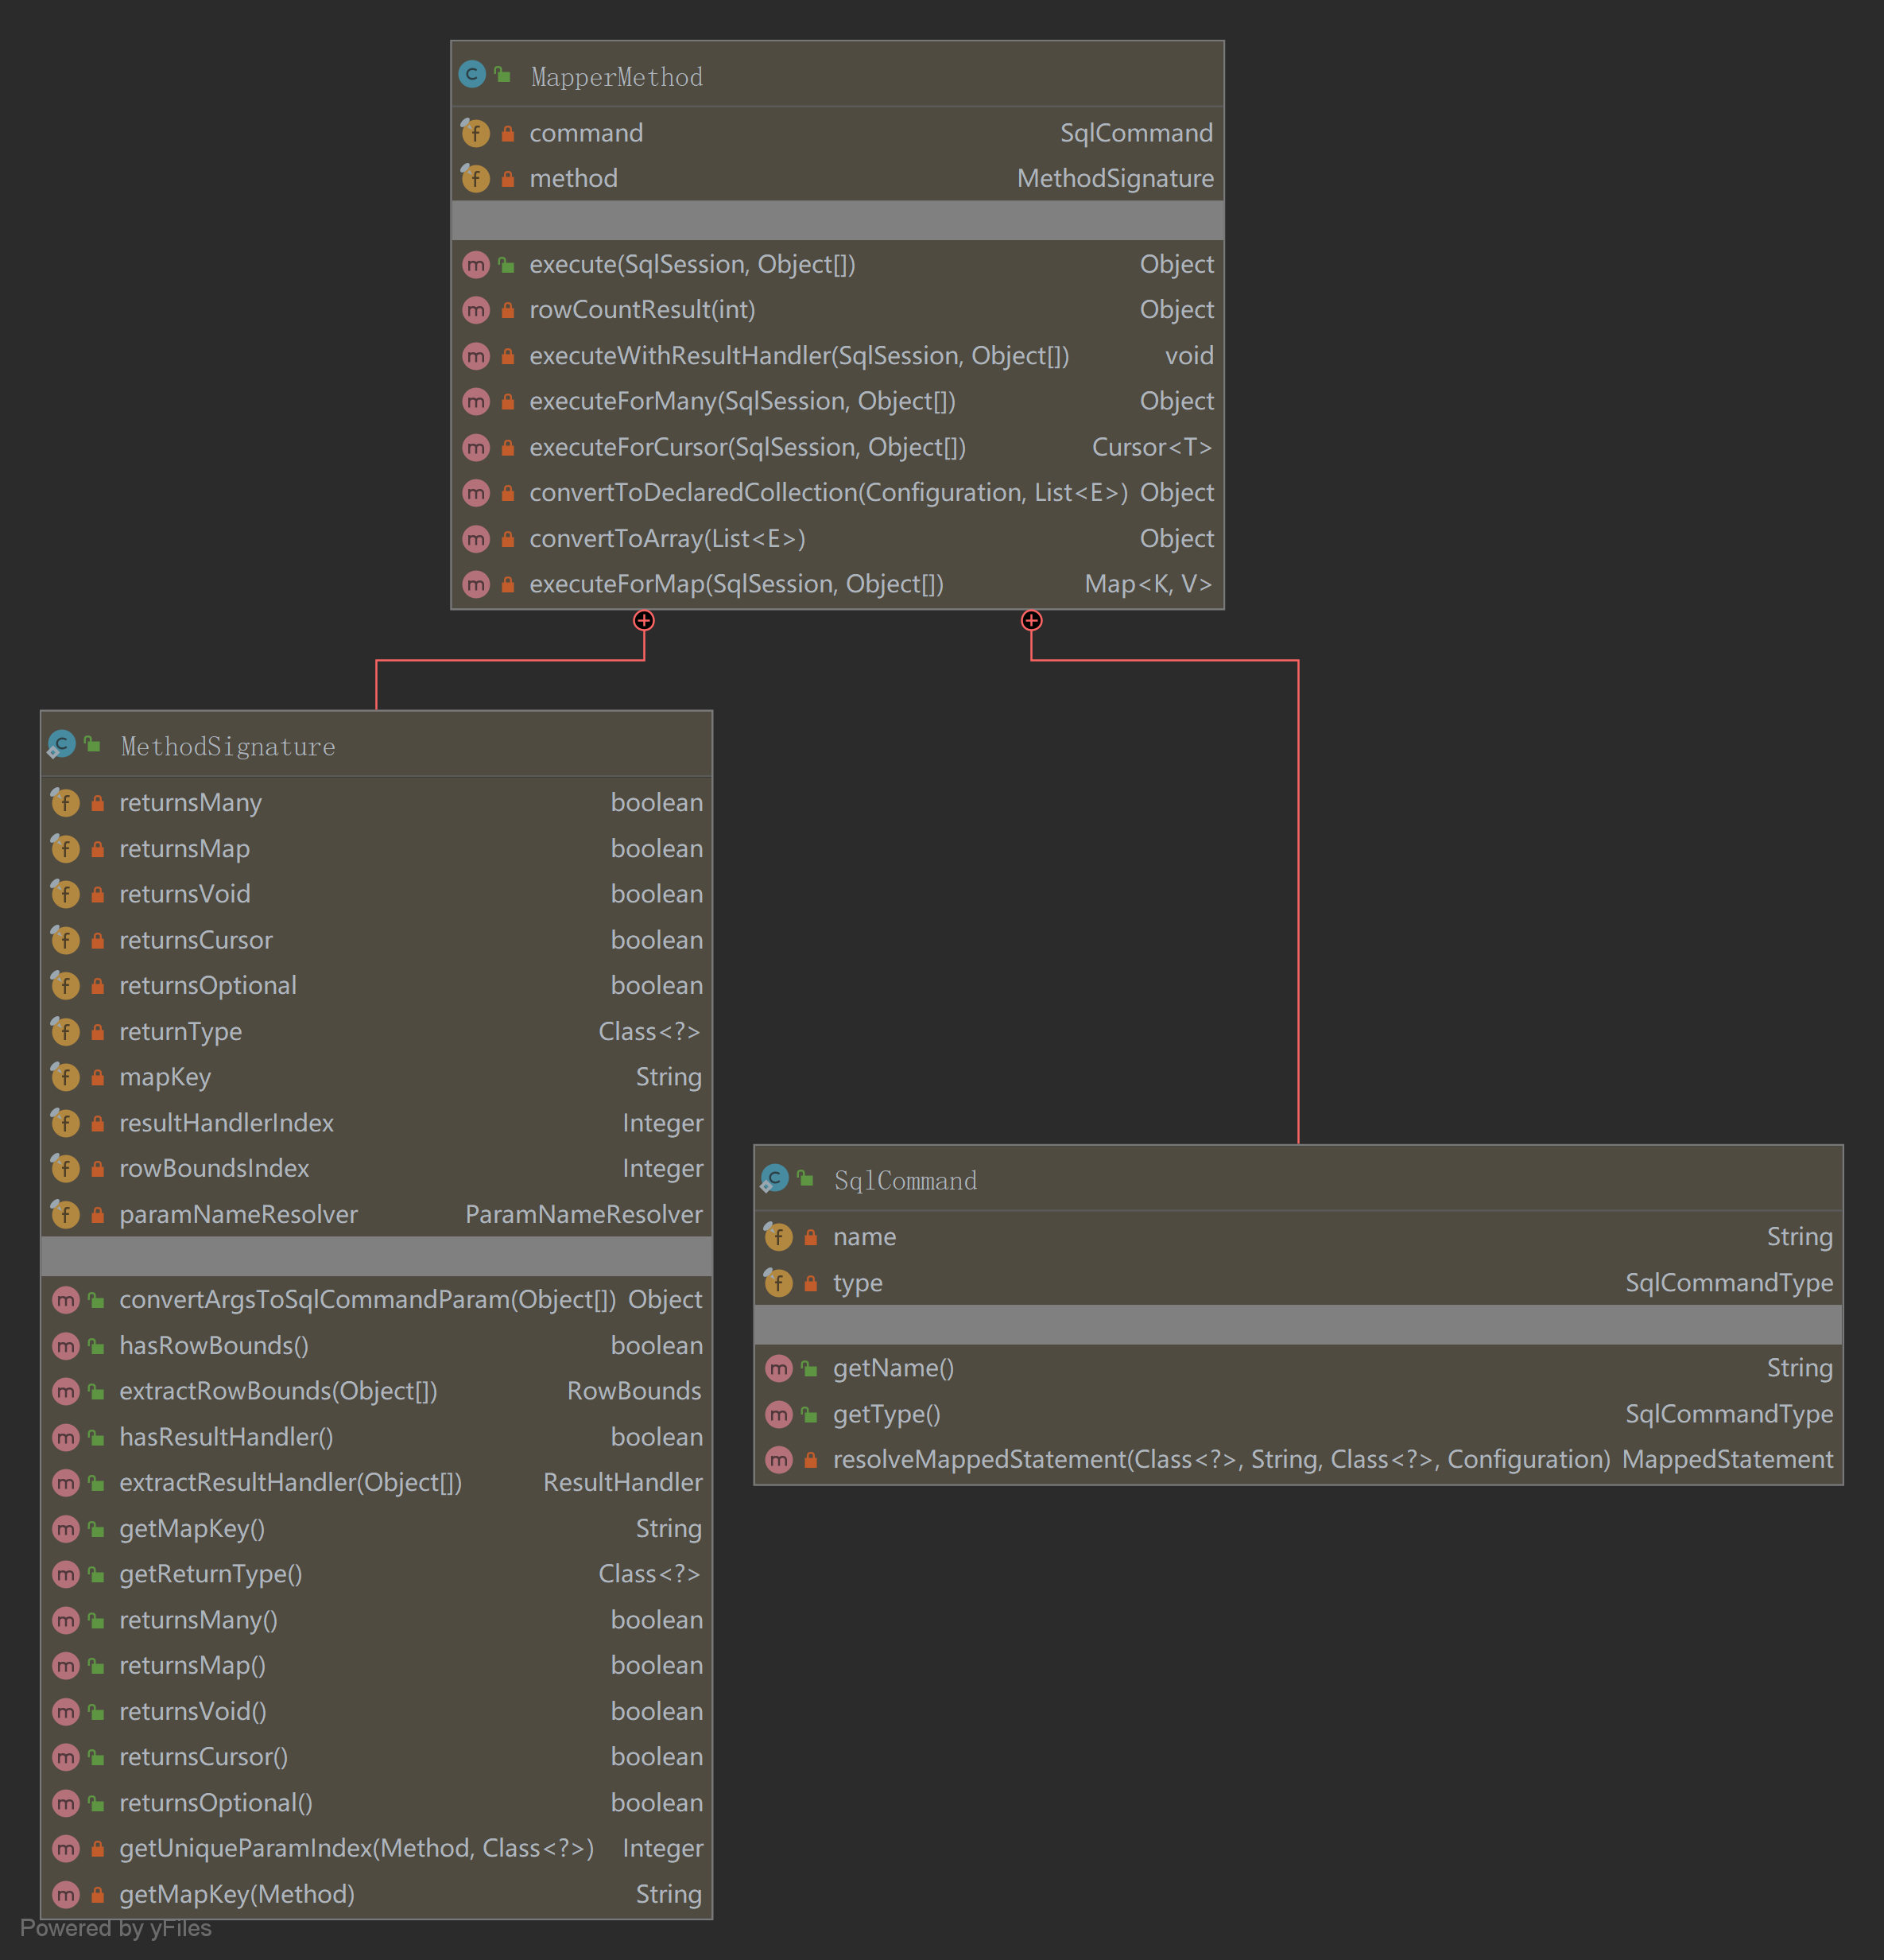 MapperMethod
command SqlCommand
method MethodSignature
execute(SqlSession, Object[]) Object
rowCountResult(int) Object
executeWithResultHandler(SqlSession, Object[]) void
executeForMany(SqlSession, Object[]) Object
executeForCursor(SqlSession, Object[]) Cursor<T>
convertToDeclaredCollection(Configuration, List<E>) Object
convertToArray(List<E>) Object
executeForMap(SqlSession, Object[]) Map<K, V>
MethodSignature
returnsMany boolean
returnsMap boolean
returnsVoid boolean
returnsCursor boolean
returnsOptional boolean
returnType Class<?>
mapKey String
resultHandlerIndex Integer
rowBoundsIndex Integer
paramNameResolver ParamNameResolver
convertArgsToSqlCommandParam(Object[]) Object
hasRowBounds() boolean
extractRowBounds(Object[]) RowBounds
hasResultHandler() boolean
extractResultHandler(Object[]) ResultHandler
getMapKey() String
getReturnType() Class<?>
returnsMany() boolean
returnsMap() boolean
returnsVoid() boolean
returnsCursor() boolean
returnsOptional() boolean
getUniqueParamIndex(Method, Class<?>) Integer
getMapKey(Method) String
SqlCommand
name String
type SqlCommandType
getName() String
getType() SqlCommandType
resolveMappedStatement(Class<?>, String, Class<?>, Configuration) MappedStatement
Powered by yFiles